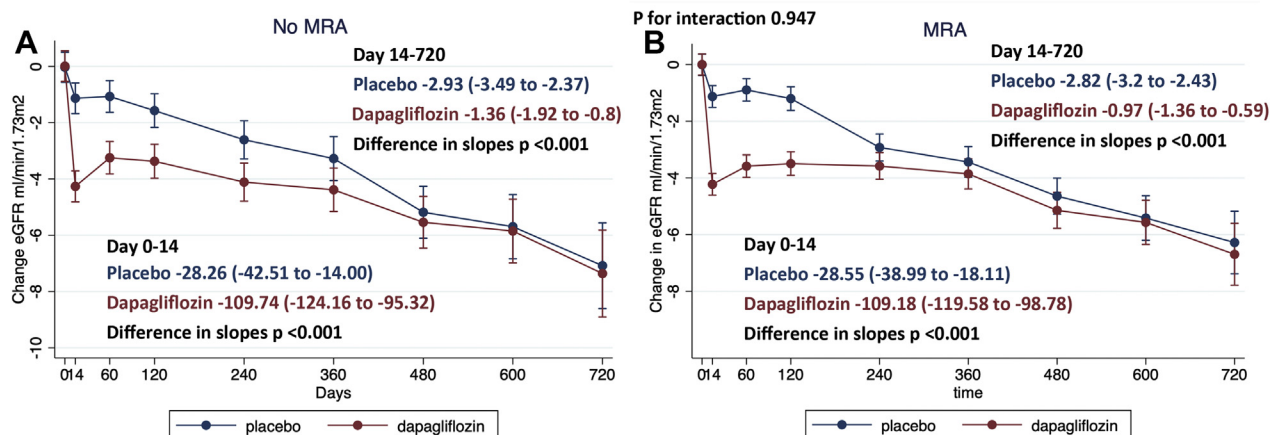 A
No MRA
Day 14-720
Placebo -2.93 (-3.49 to -2.37)
Dapagliflozin -1.36 (-1.92 to -0.8)
Difference in slopes p <0.001
Change eGFR ml/min/1.73m2
0
-2
-4
-6
-8
-10
Day 0-14
Placebo -28.26 (-42.51 to -14.00)
Dapagliflozin -109.74 (-124.16 to -95.32)
Difference in slopes p <0.001
0 14 60 120 240 360 480 600 720
Days
placebo dapagliflozin
P for interaction 0.947
B
MRA
Day 14-720
Placebo -2.82 (-3.2 to -2.43)
Dapagliflozin -0.97 (-1.36 to -0.59)
Difference in slopes p <0.001
Change in eGFR ml/min/1.73m2
0
-2
-4
-6
-8
Day 0-14
Placebo -28.55 (-38.99 to -18.11)
Dapagliflozin -109.18 (-119.58 to -98.78)
Difference in slopes p <0.001
0 14 60 120 240 360 480 600 720
time
placebo dapagliflozin